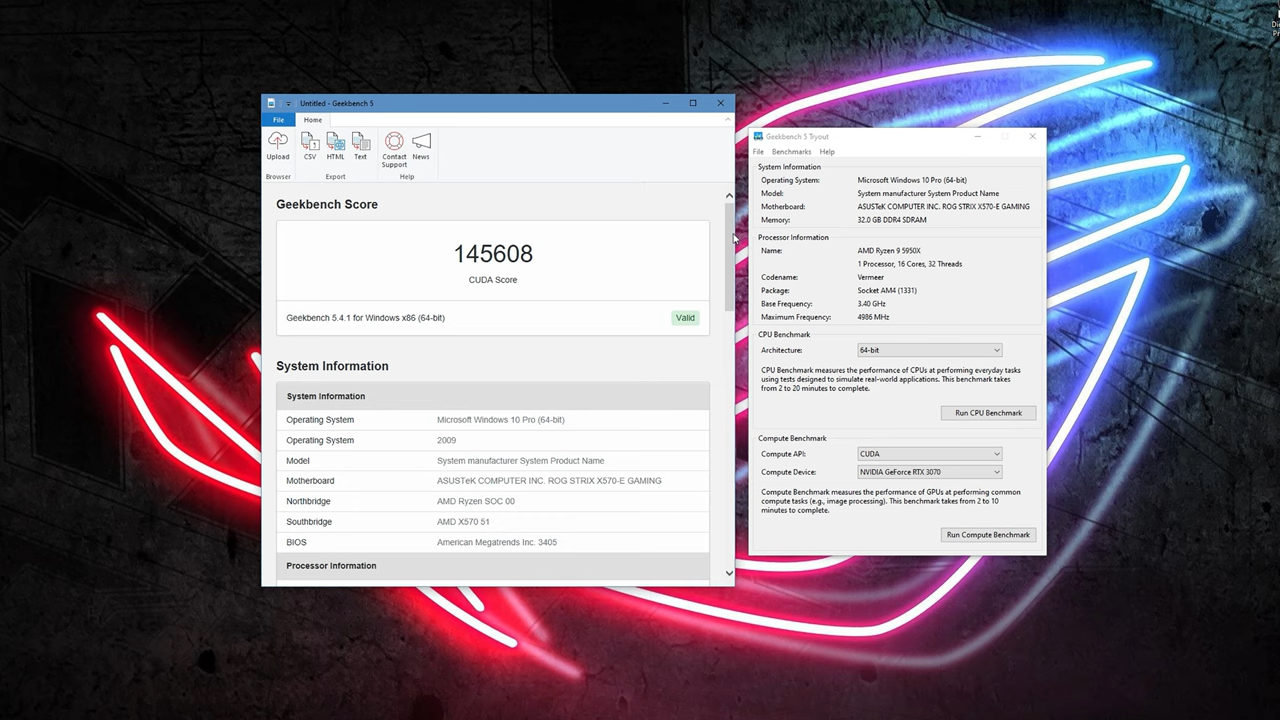 Untitled - Geekbench 5
File Home
Upload CSV HTML Text Contact Support News
Browser Export Help
Geekbench Score
145608
CUDA Score
Geekbench 5.4.1 for Windows x86 (64-bit) Valid
System Information
System Information
Operating System Microsoft Windows 10 Pro (64-bit)
Operating System 2009
Model System manufacturer System Product Name
Motherboard ASUSTeK COMPUTER INC. ROG STRIX X570-E GAMING
Northbridge AMD Ryzen SOC 00
Southbridge AMD X570 51
BIOS American Megatrends Inc. 3405
Processor Information
Geekbench 5 Tryout
File Benchmarks Help
System Information
Operating System: Microsoft Windows 10 Pro (64-bit)
Model: System manufacturer System Product Name
Motherboard: ASUSTeK COMPUTER INC. ROG STRIX X570-E GAMING
Memory: 32.0 GB DDR4 SDRAM
Processor Information
Name: AMD Ryzen 9 5950X
1 Processor, 16 Cores, 32 Threads
Codename: Vermeer
Package: Socket AM4 (1331)
Base Frequency: 3.40 GHz
Maximum Frequency: 4986 MHz
CPU Benchmark
Architecture: 64-bit
CPU Benchmark measures the performance of CPUs at performing everyday tasks
using tests designed to simulate real-world applications. This benchmark takes
from 2 to 20 minutes to complete.
Run CPU Benchmark
Compute Benchmark
Compute API: CUDA
Compute Device: NVIDIA GeForce RTX 3070
Compute Benchmark measures the performance of GPUs at performing common
compute tasks (e.g., image processing). This benchmark takes from 2 to 10
minutes to complete.
Run Compute Benchmark